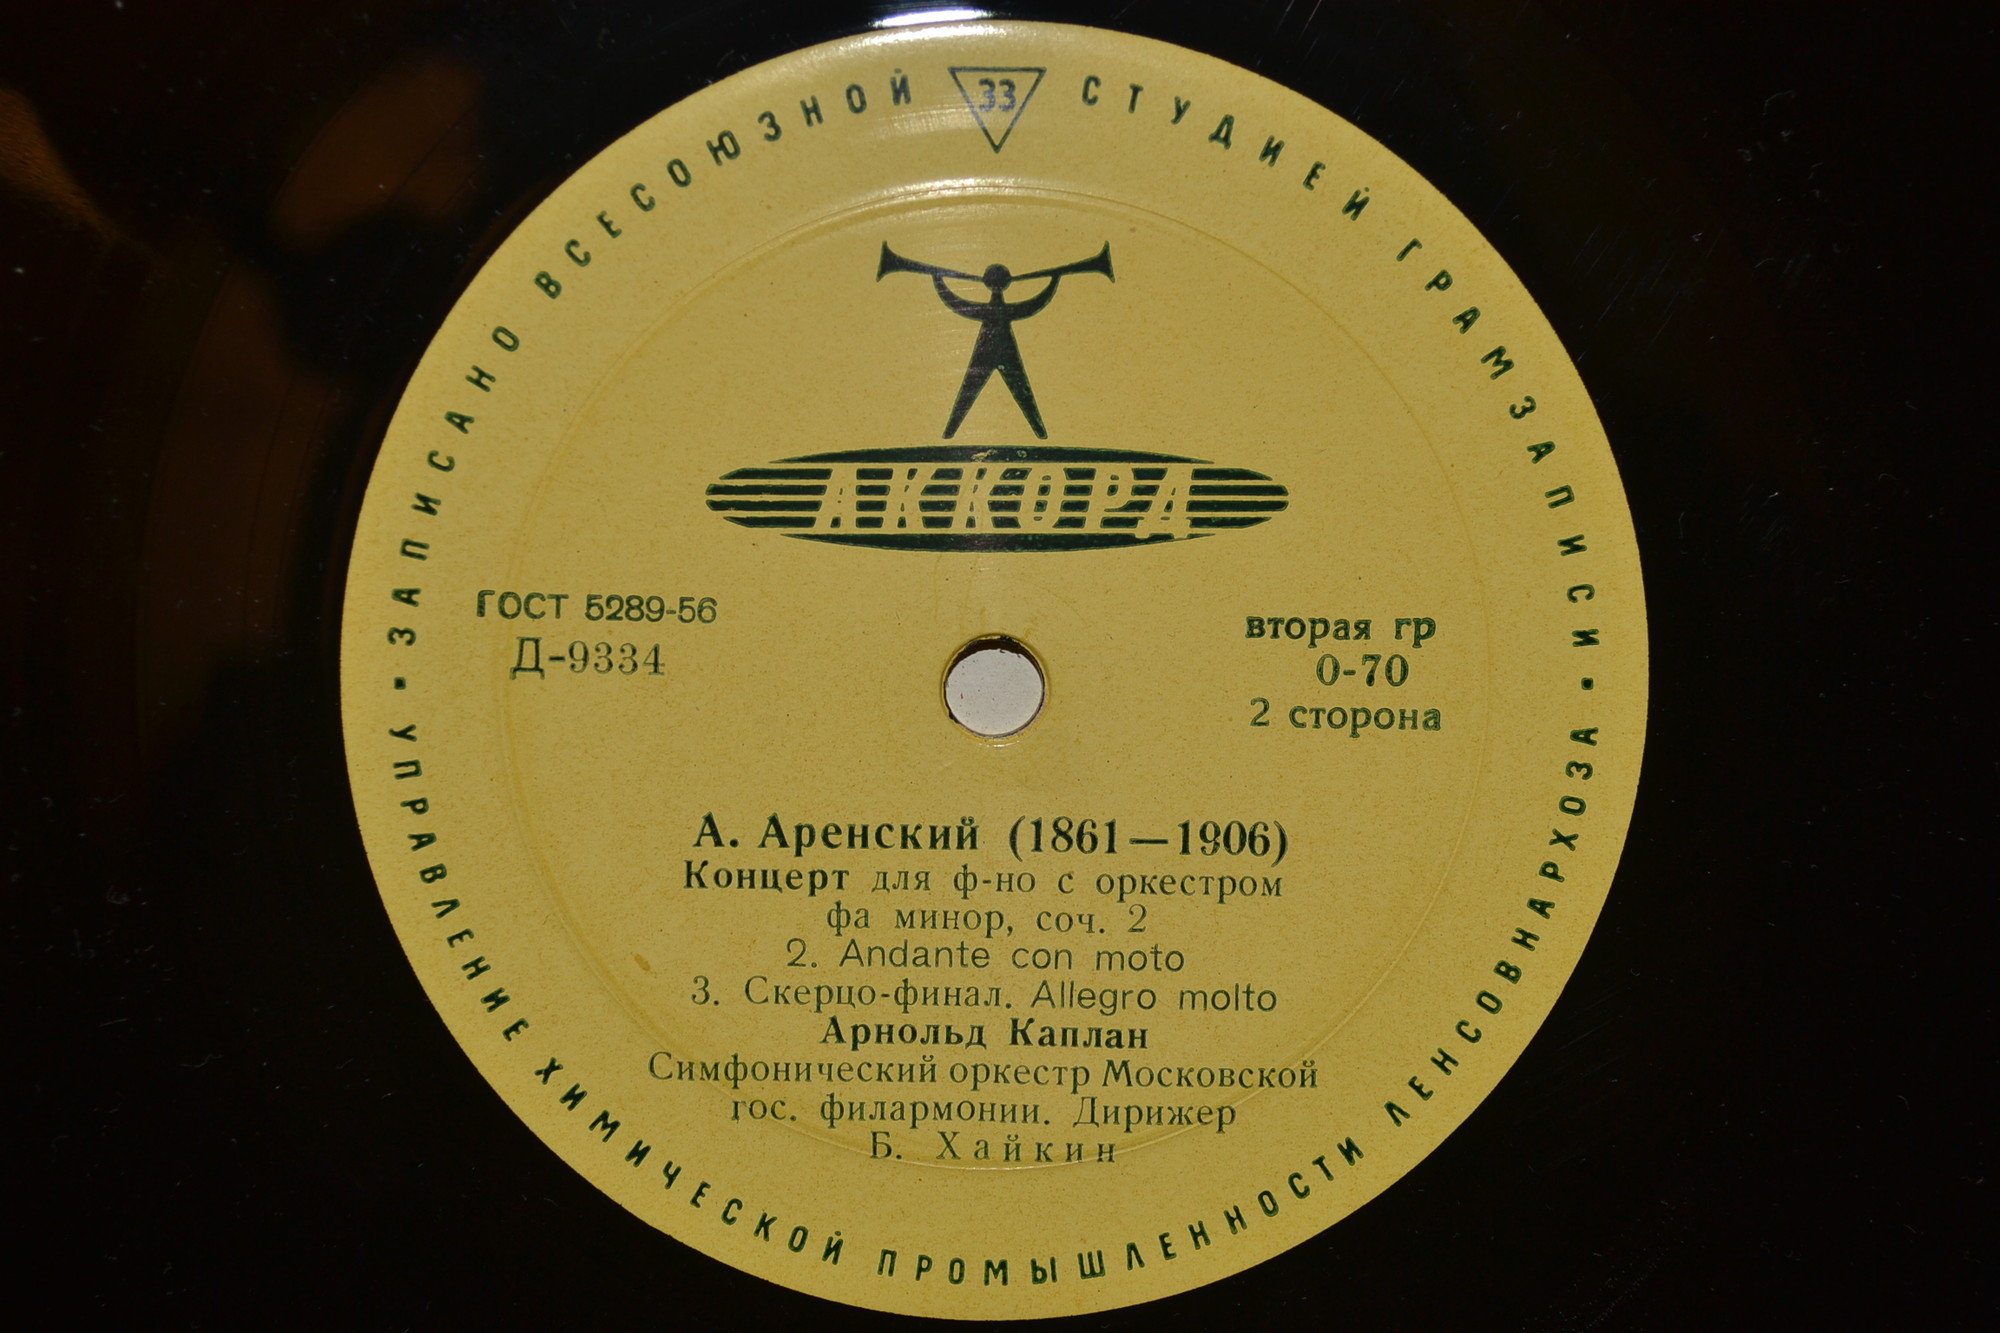 ЗАПИСАНО ВСЕСОЮЗНОЙ СТУДИЕЙ ГРАМЗАПИСИ
33
АККОРД
ГОСТ 5289-56
Д-9334
вторая гр
0-70
2 сторона
А. Аренский (1861—1906)
Концерт для ф-но с оркестром
фа минор, соч. 2
2. Andante con moto
3. Скерцо-финал. Allegro molto
Арнольд Каплан
Симфонический оркестр Московской
гос. филармонии. Дирижер
Б. Хайкин
УПРАВЛЕНИЕ ХИМИЧЕСКОЙ ПРОМЫШЛЕННОСТИ ЛЕНСОВНАРХОЗА